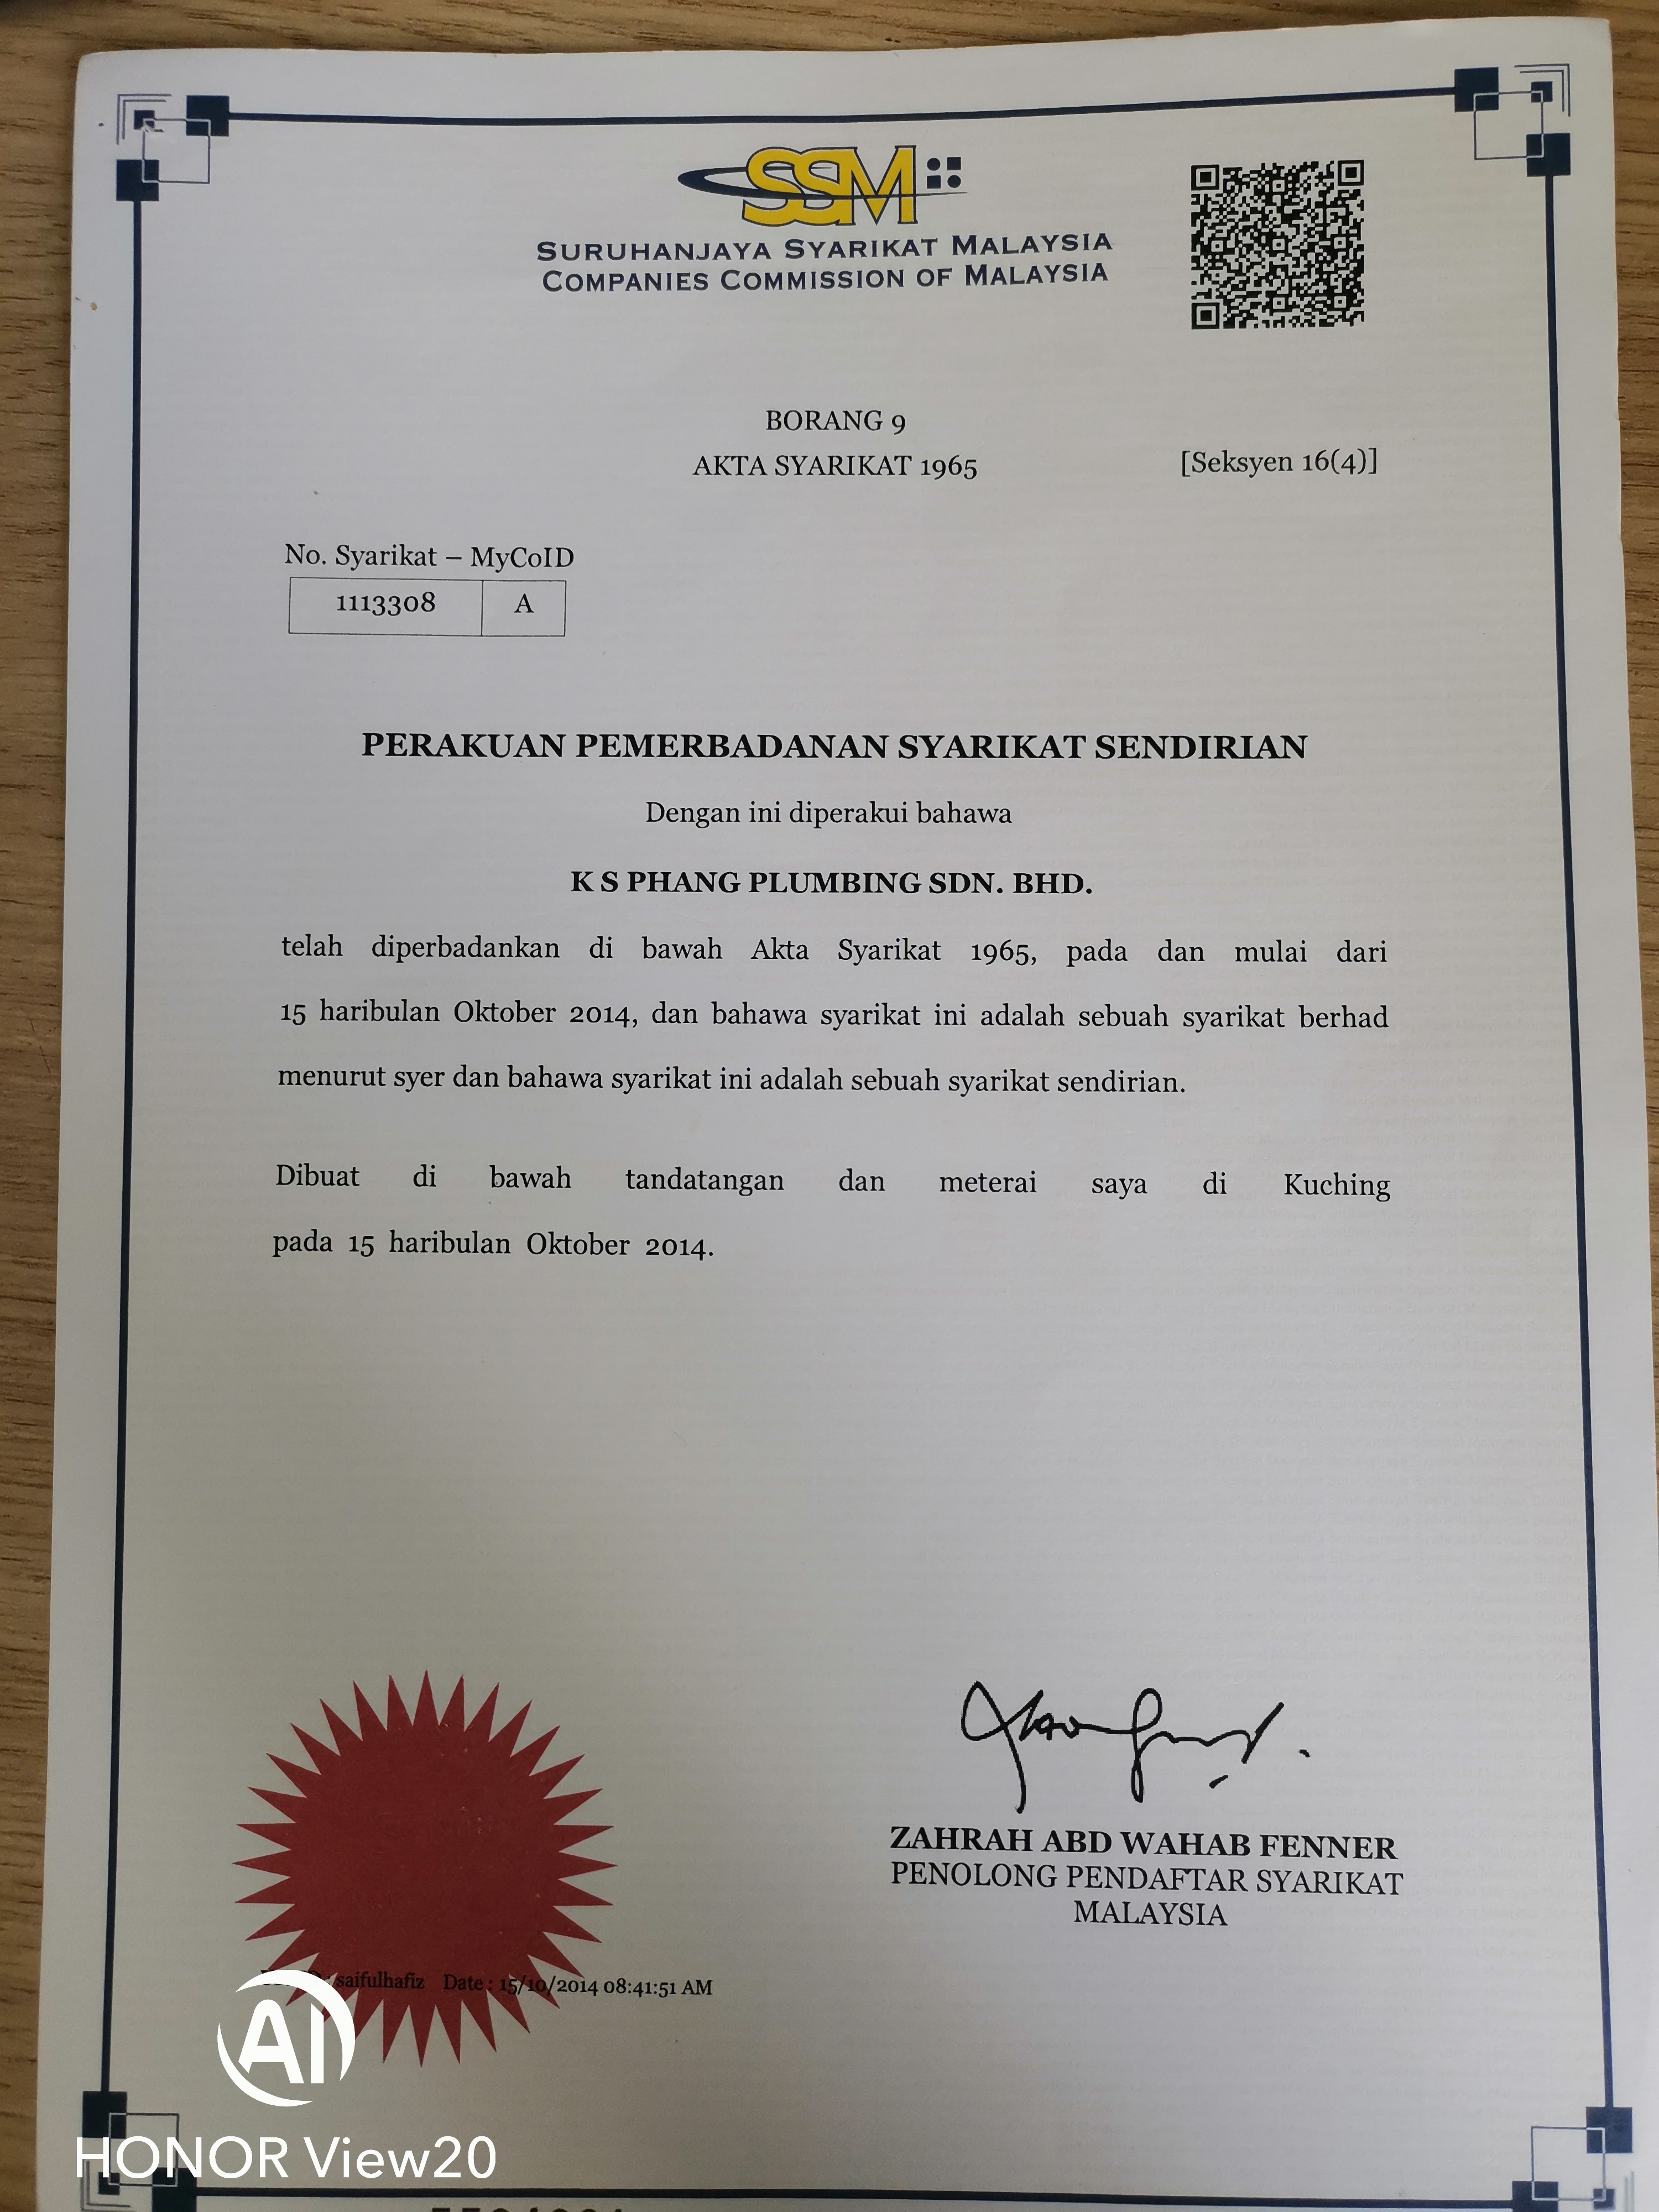 SSM
SURUHANJAYA SYARIKAT MALAYSIA
COMPANIES COMMISSION OF MALAYSIA
BORANG 9
AKTA SYARIKAT 1965 [Seksyen 16(4)]
No. Syarikat – MyCoID
1113308 A
PERAKUAN PEMERBADANAN SYARIKAT SENDIRIAN
Dengan ini diperakui bahawa
K S PHANG PLUMBING SDN. BHD.
telah diperbadankan di bawah Akta Syarikat 1965, pada dan mulai dari
15 haribulan Oktober 2014, dan bahawa syarikat ini adalah sebuah syarikat berhad
menurut syer dan bahawa syarikat ini adalah sebuah syarikat sendirian.
Dibuat di bawah tandatangan dan meterai saya di Kuching
pada 15 haribulan Oktober 2014.
ZAHRAH ABD WAHAB FENNER
PENOLONG PENDAFTAR SYARIKAT
MALAYSIA
saifulhafiz Date : 15/10/2014 08:41:51 AM
AI
HONOR View20